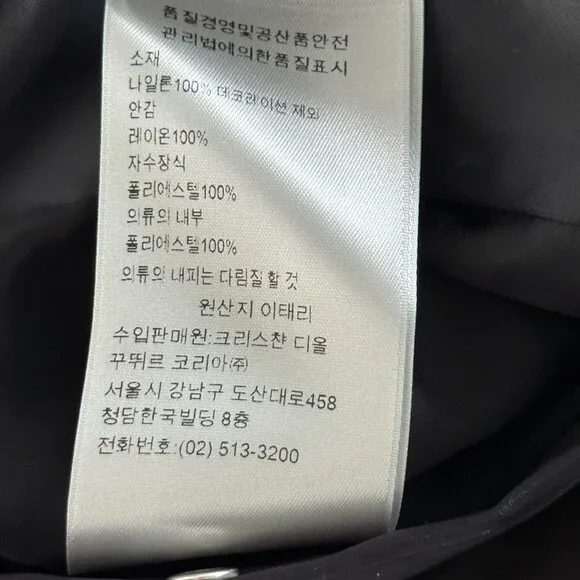 품질경영및공산품안전
관리법에의한품질표시
소재
나일론100% 데코레이션 제외
안감
레이온100%
자수장식
폴리에스텔100%
의류의 내부
폴리에스텔100%
의류의 내피는 다림질 할 것
원산지 이태리
수입판매원:크리스챤 디올
꾸뛰르 코리아㈜
서울시 강남구 도산대로458
청담한국빌딩 8층
전화번호:(02) 513-3200